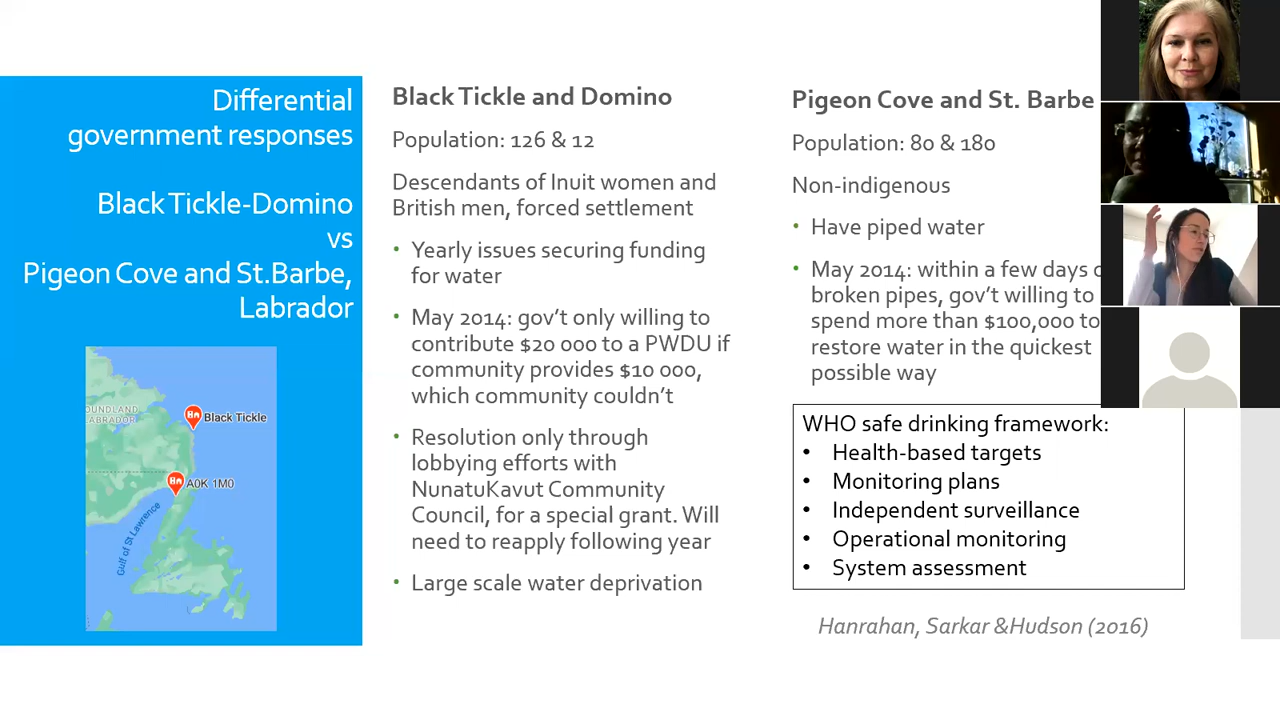 Differential
government responses
Black Tickle-Domino
vs
Pigeon Cove and St.Barbe,
Labrador
OUNDLAND
LABRADOR
Black Tickle
A0K 1M0
Gulf of St Lawrence
Black Tickle and Domino
Population: 126 & 12
Descendants of Inuit women and
British men, forced settlement
• Yearly issues securing funding
for water
• May 2014: gov't only willing to
contribute $20 000 to a PWDU if
community provides $10 000,
which community couldn't
• Resolution only through
lobbying efforts with
NunatuKavut Community
Council, for a special grant. Will
need to reapply following year
• Large scale water deprivation
Pigeon Cove and St. Barbe
Population: 80 & 180
Non-indigenous
• Have piped water
• May 2014: within a few days
broken pipes, gov't willing to
spend more than $100,000 to
restore water in the quickest
possible way
WHO safe drinking framework:
• Health-based targets
• Monitoring plans
• Independent surveillance
• Operational monitoring
• System assessment
Hanrahan, Sarkar &Hudson (2016)